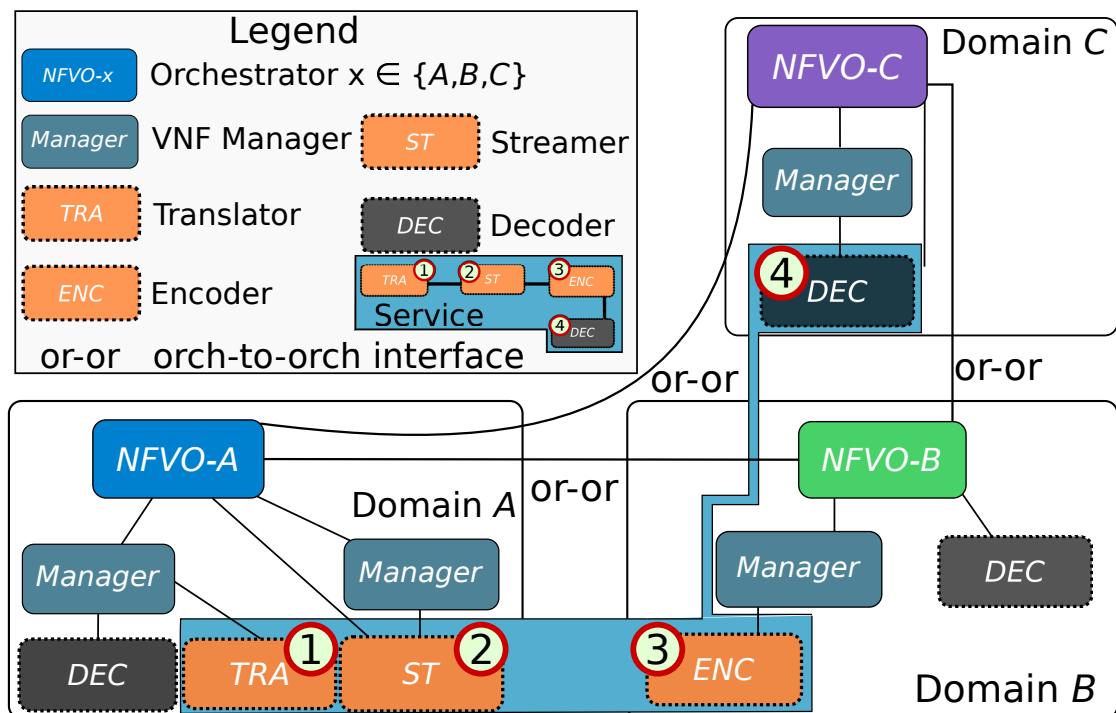 Legend
NFVO-x Orchestrator x ∈ {A,B,C}
Manager VNF Manager
ST Streamer
TRA Translator
DEC Decoder
ENC Encoder
TRA 1 2 ST 3 ENC
Service
4 DEC
or-or orch-to-orch interface
Domain C
NFVO-C
Manager
4 DEC
or-or
or-or
NFVO-A
Domain A
or-or
NFVO-B
Manager
Manager
Manager
DEC
DEC
TRA 1
ST 2
3 ENC
Domain B